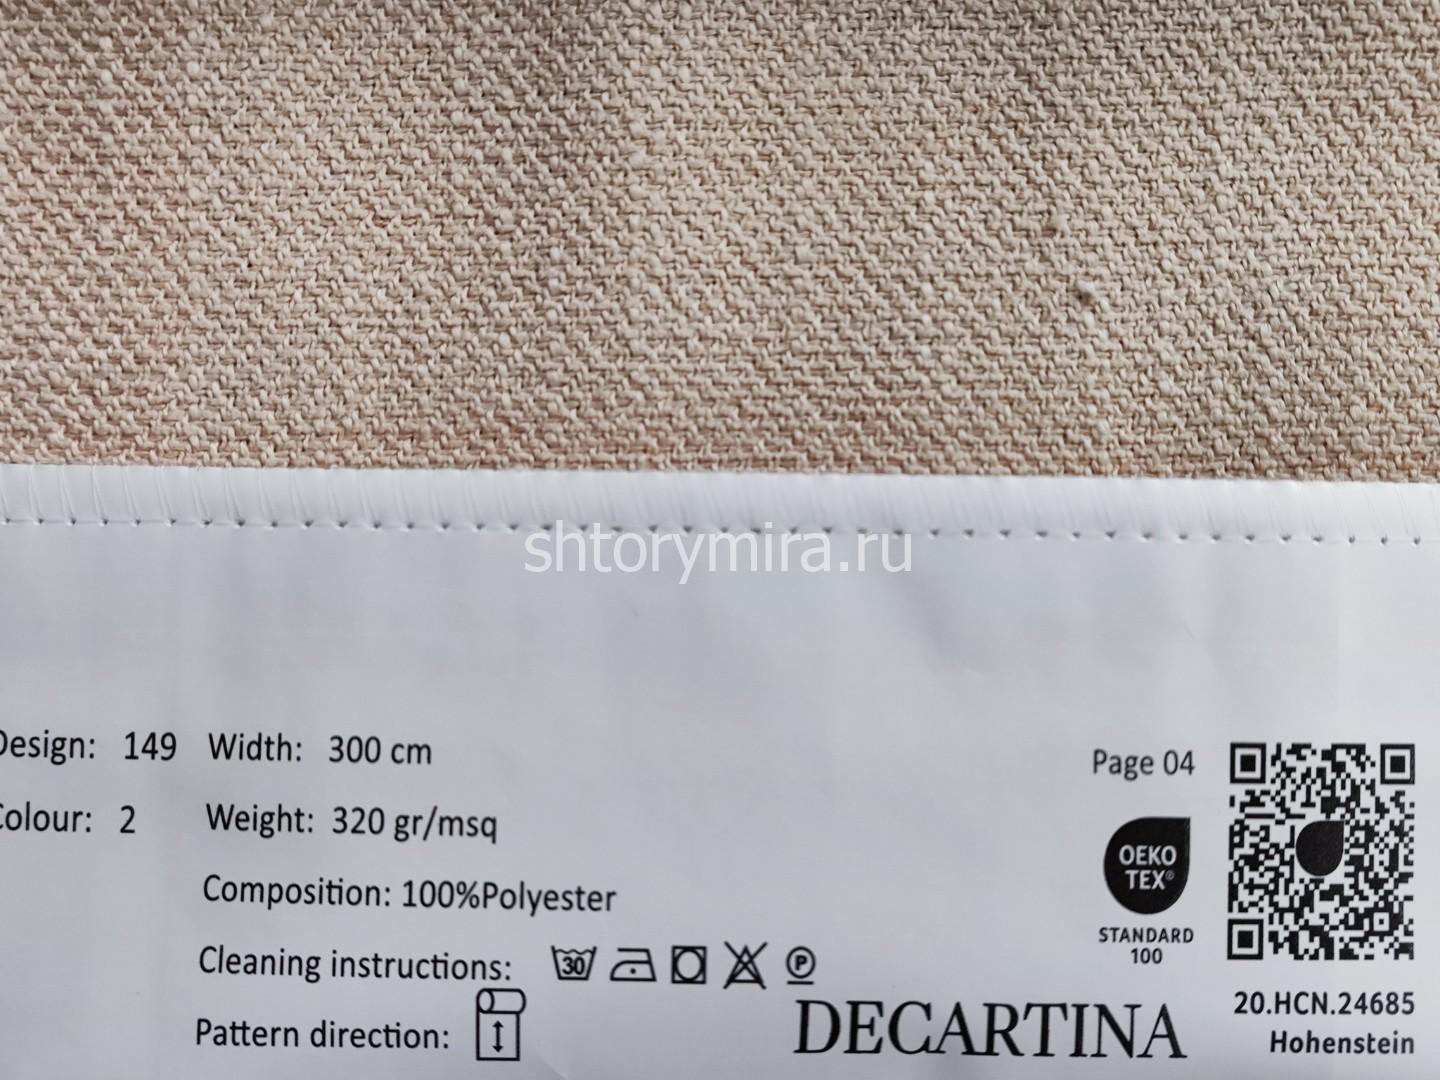 shtorymira.ru
Design: 149 Width: 300 cm
Page 04
Colour: 2 Weight: 320 gr/msq
OEKO
TEX®
STANDARD
100
Composition: 100%Polyester
Cleaning instructions: 30 P
Pattern direction:
DECARTINA
20.HCN.24685
Hohenstein